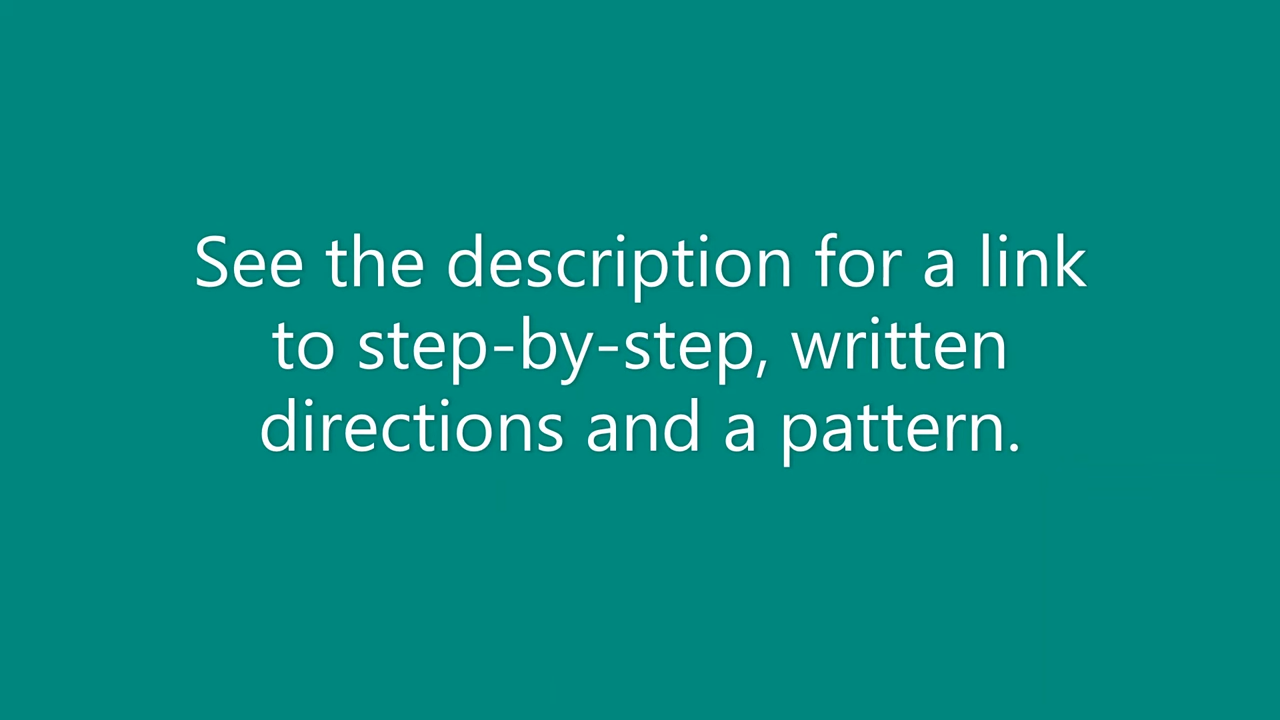 See the description for a link
to step-by-step, written
directions and a pattern.